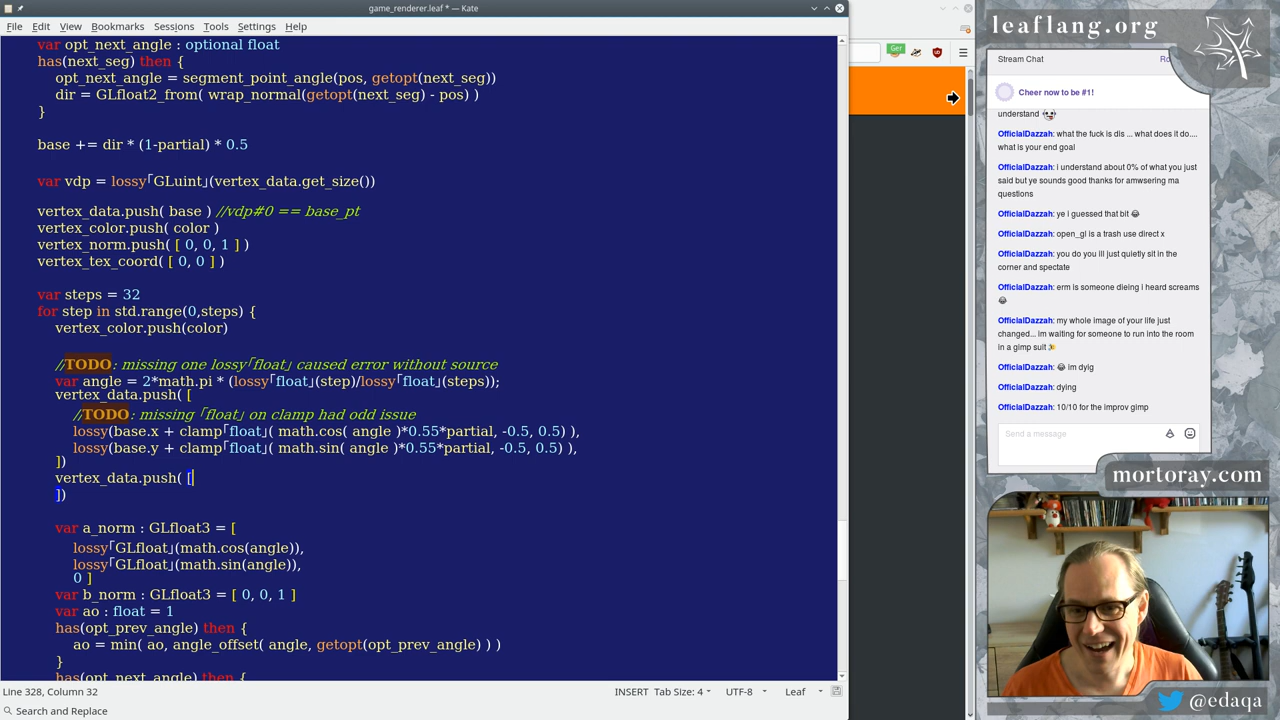 game_renderer.leaf * — Kate
File Edit View Bookmarks Sessions Tools Settings Help
var opt_next_angle : optional float
has(next_seg) then {
opt_next_angle = segment_point_angle(pos, getopt(next_seg))
dir = GLfloat2_from( wrap_normal(getopt(next_seg) - pos) )
}
base += dir * (1-partial) * 0.5
var vdp = lossy「GLuint」(vertex_data.get_size())
vertex_data.push( base ) //vdp#0 == base_pt
vertex_color.push( color )
vertex_norm.push( [ 0, 0, 1 ] )
vertex_tex_coord( [ 0, 0 ] )
var steps = 32
for step in std.range(0,steps) {
vertex_color.push(color)
//TODO: missing one lossy「float」 caused error without source
var angle = 2*math.pi * (lossy「float」(step)/lossy「float」(steps));
vertex_data.push( [
//TODO: missing 「float」 on clamp had odd issue
lossy(base.x + clamp「float」( math.cos( angle )*0.55*partial, -0.5, 0.5) ),
lossy(base.y + clamp「float」( math.sin( angle )*0.55*partial, -0.5, 0.5) ),
])
vertex_data.push( [
])
var a_norm : GLfloat3 = [
lossy「GLfloat」(math.cos(angle)),
lossy「GLfloat」(math.sin(angle)),
0 ]
var b_norm : GLfloat3 = [ 0, 0, 1 ]
var ao : float = 1
has(opt_prev_angle) then {
ao = min( ao, angle_offset( angle, getopt(opt_prev_angle) ) )
}
has(opt_next_angle) then {
Line 328, Column 32
INSERT Tab Size: 4 UTF-8 Leaf
Search and Replace
Ger
leaflang.org
Stream Chat
Ro
Cheer now to be #1!
understand
OfficialDazzah: what the fuck is dis ... what does it do....
what is your end goal
OfficialDazzah: i understand about 0% of what you just
said but ye sounds good thanks for amwsering ma
questions
OfficialDazzah: ye i guessed that bit 😂
OfficialDazzah: open_gl is a trash use direct x
OfficialDazzah: you do you ill just quietly sit in the
corner and spectate
OfficialDazzah: erm is someone dieing i heard screams
😂
OfficialDazzah: my whole image of your life just
changed... im waiting for someone to run into the room
in a gimp suit 🎉
OfficialDazzah: 😂 im dyig
OfficialDazzah: dying
OfficialDazzah: 10/10 for the improv gimp
Send a message
mortoray.com
@edaqa